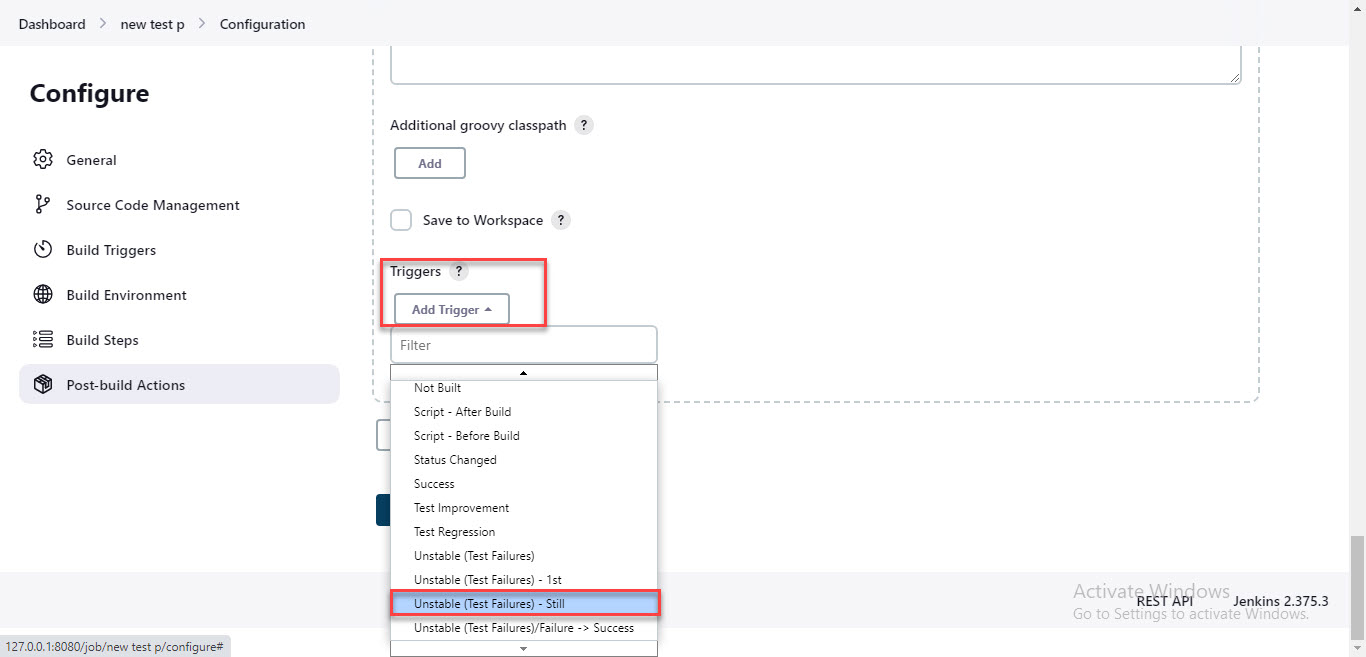 Dashboard > new test p > Configuration
Configure
General
Source Code Management
Build Triggers
Build Environment
Build Steps
Post-build Actions
Additional groovy classpath ?
Add
Save to Workspace ?
Triggers ?
Add Trigger
Filter
Not Built
Script - After Build
Script - Before Build
Status Changed
Success
Test Improvement
Test Regression
Unstable (Test Failures)
Unstable (Test Failures) - 1st
Unstable (Test Failures) - Still
Unstable (Test Failures)/Failure -> Success
Activate Windows
Go to Settings to activate Windows.
REST API Jenkins 2.375.3
127.0.0.1:8080/job/new test p/configure#